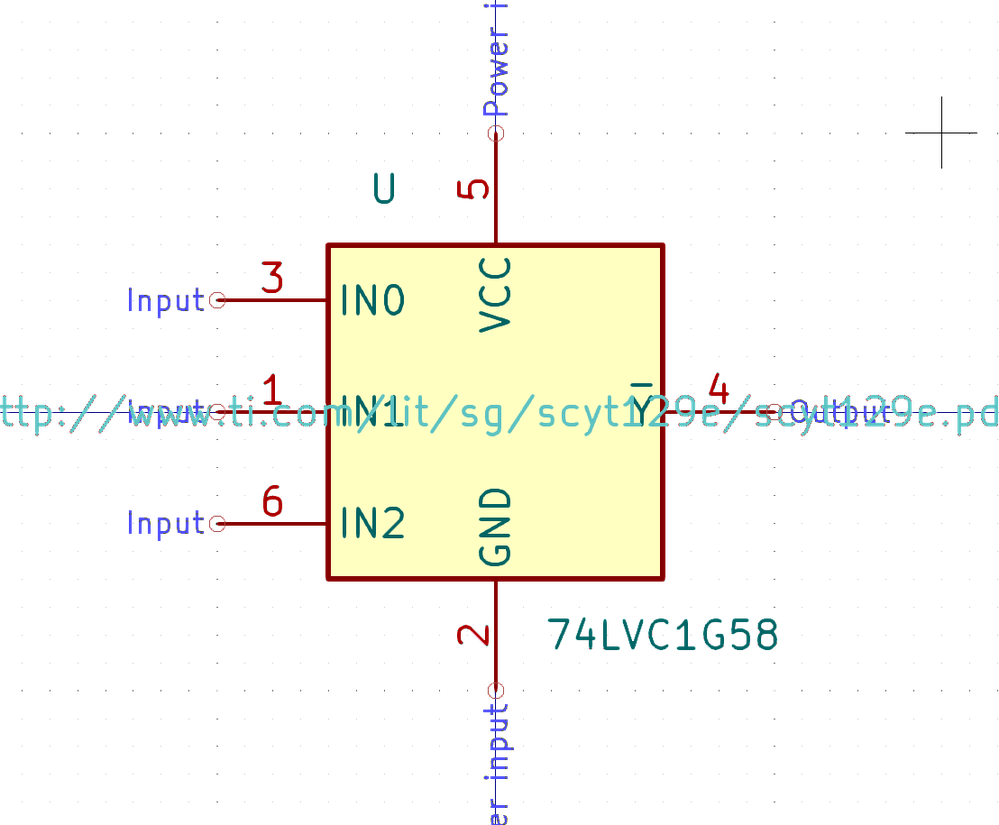 Power i
U
5
3
Input
IN0
VCC
1
Input
IN1
Y
4
Output
ttp://www.ti.com/lit/sg/scyt129e/scyt129e.pd
6
Input
IN2
GND
2
74LVC1G58
er input